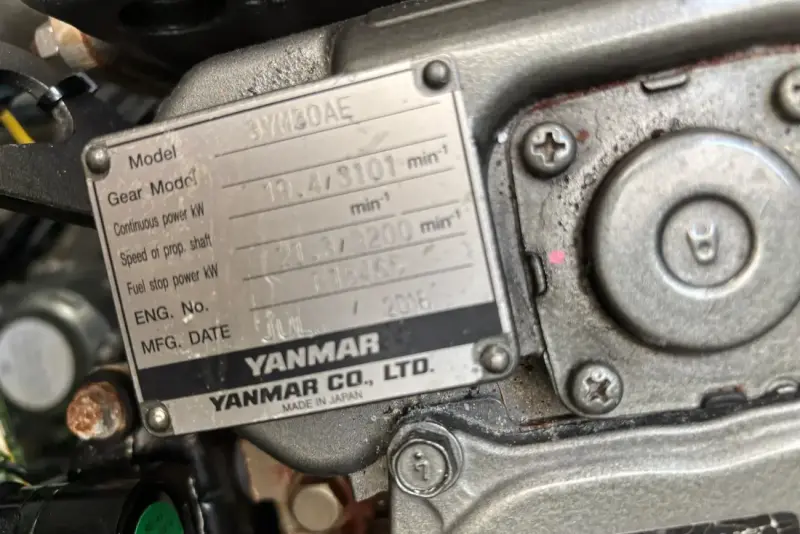 Model 3YM30AE
Gear Model
Continuous power kW 19.4/3101 min⁻¹
Speed of prop. shaft min⁻¹
Fuel stop power kW 21.3/3200 min⁻¹
ENG. No.
MFG. DATE JUL / 2016
YANMAR
YANMAR CO., LTD.
MADE IN JAPAN